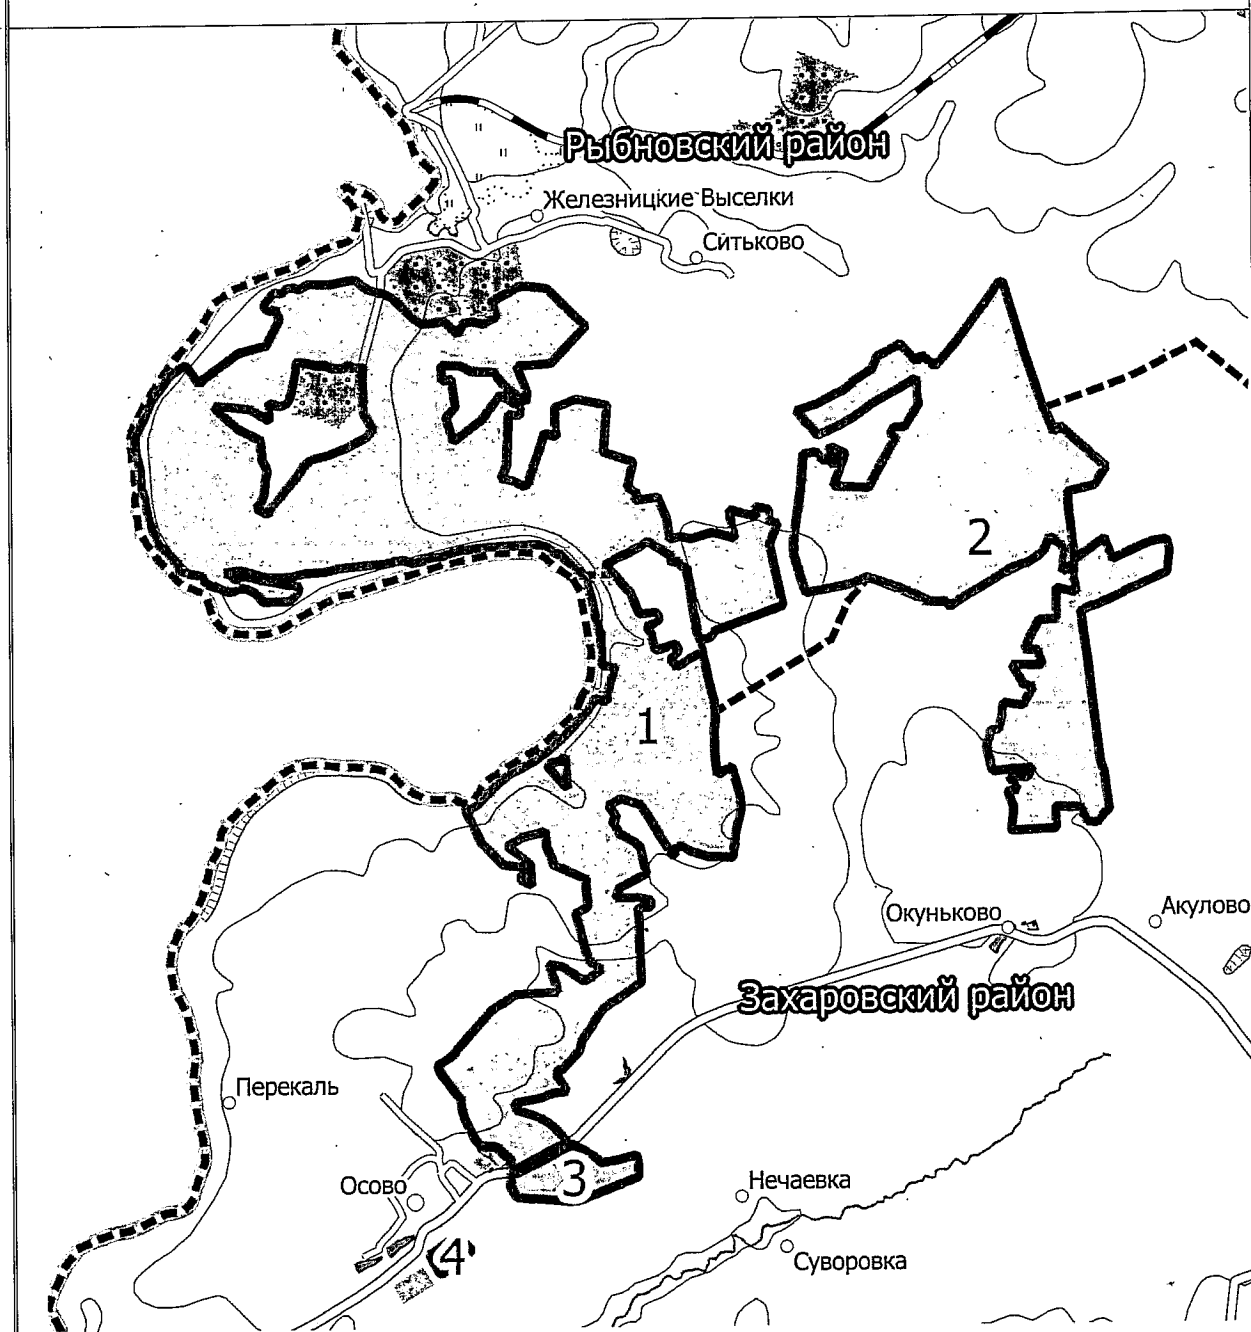 Рыбновский район
Железницкие Выселки
Ситьково
2
1
Окуньково
Акулово
Захаровский район
Перекаль
Осово
3
Нечаевка
4
Суворовка